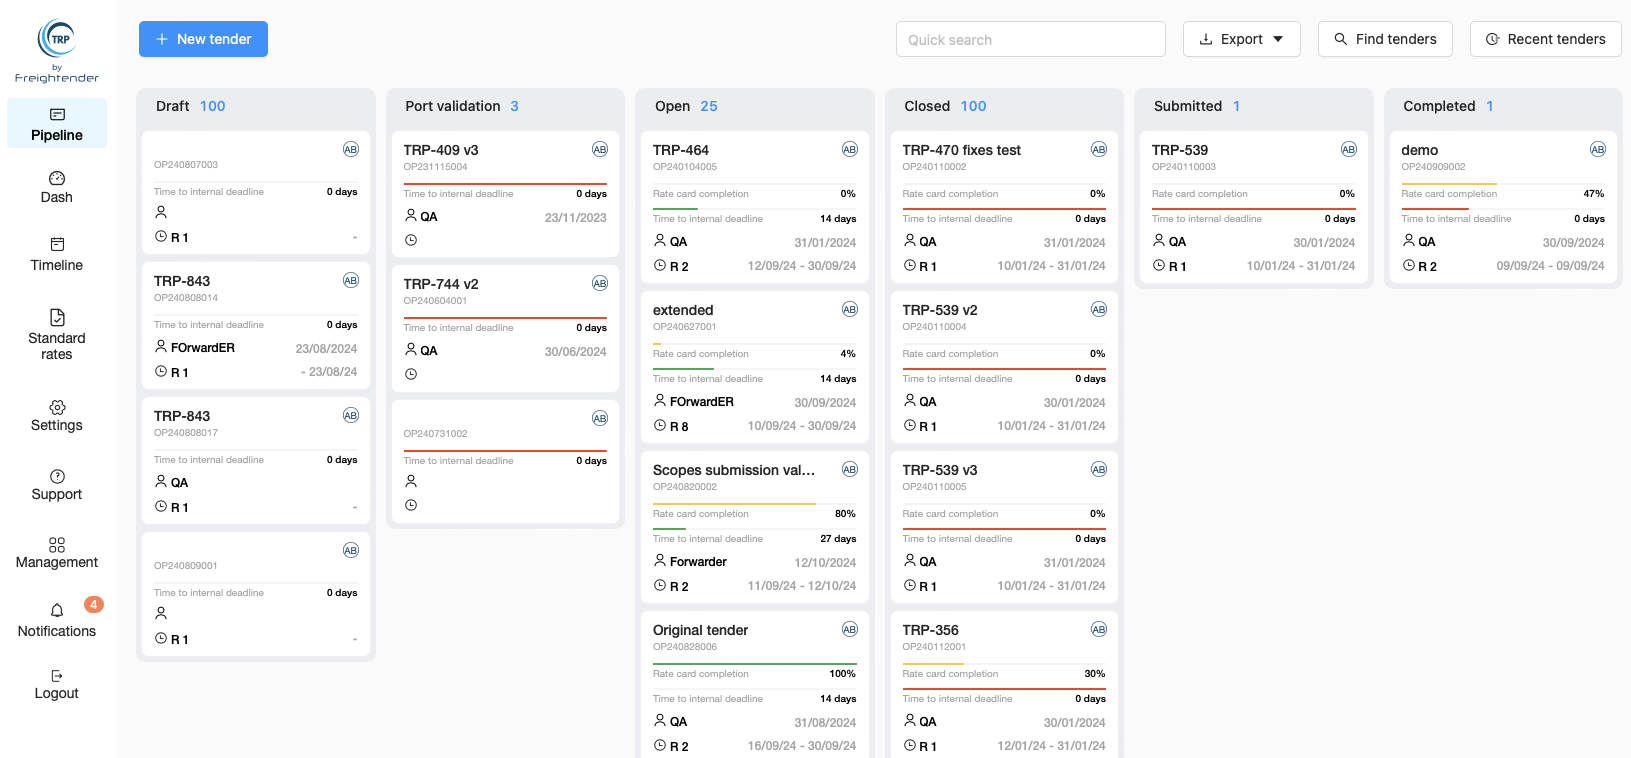 TRP
by
Freightender
Pipeline
Dash
Timeline
Standard
rates
Settings
Support
Management
4
Notifications
Logout
New tender
Quick search
Export
Find tenders
Recent tenders
Draft 100
AB
OP240807003
Time to internal deadline 0 days
R 1 -
TRP-843 AB
OP240808014
Time to internal deadline 0 days
FOrwardER 23/08/2024
R 1 - 23/08/24
TRP-843 AB
OP240808017
Time to internal deadline 0 days
QA
R 1 -
AB
OP240809001
Time to internal deadline 0 days
R 1 -
Port validation 3
TRP-409 v3 AB
OP231115004
Time to internal deadline 0 days
QA 23/11/2023
TRP-744 v2 AB
OP240604001
Time to internal deadline 0 days
QA 30/06/2024
AB
OP240731002
Time to internal deadline 0 days
Open 25
TRP-464 AB
OP240104005
Rate card completion 0%
Time to internal deadline 14 days
QA 31/01/2024
R 2 12/09/24 - 30/09/24
extended AB
OP240627001
Rate card completion 4%
Time to internal deadline 14 days
FOrwardER 30/09/2024
R 8 10/09/24 - 30/09/24
Scopes submission val... AB
OP240820002
Rate card completion 80%
Time to internal deadline 27 days
Forwarder 12/10/2024
R 2 11/09/24 - 12/10/24
Original tender AB
OP240828006
Rate card completion 100%
Time to internal deadline 14 days
QA 31/08/2024
R 2 16/09/24 - 30/09/24
Closed 100
TRP-470 fixes test AB
OP240110002
Rate card completion 0%
Time to internal deadline 0 days
QA 31/01/2024
R 1 10/01/24 - 31/01/24
TRP-539 v2 AB
OP240110004
Rate card completion 0%
Time to internal deadline 0 days
QA 30/01/2024
R 1 10/01/24 - 31/01/24
TRP-539 v3 AB
OP240110005
Rate card completion 0%
Time to internal deadline 0 days
QA 31/01/2024
R 1 10/01/24 - 31/01/24
TRP-356 AB
OP240112001
Rate card completion 30%
Time to internal deadline 0 days
QA 30/01/2024
R 1 12/01/24 - 31/01/24
Submitted 1
TRP-539 AB
OP240110003
Rate card completion 0%
Time to internal deadline 0 days
QA 30/01/2024
R 1 10/01/24 - 31/01/24
Completed 1
demo AB
OP240909002
Rate card completion 47%
Time to internal deadline 0 days
QA 30/09/2024
R 2 09/09/24 - 09/09/24